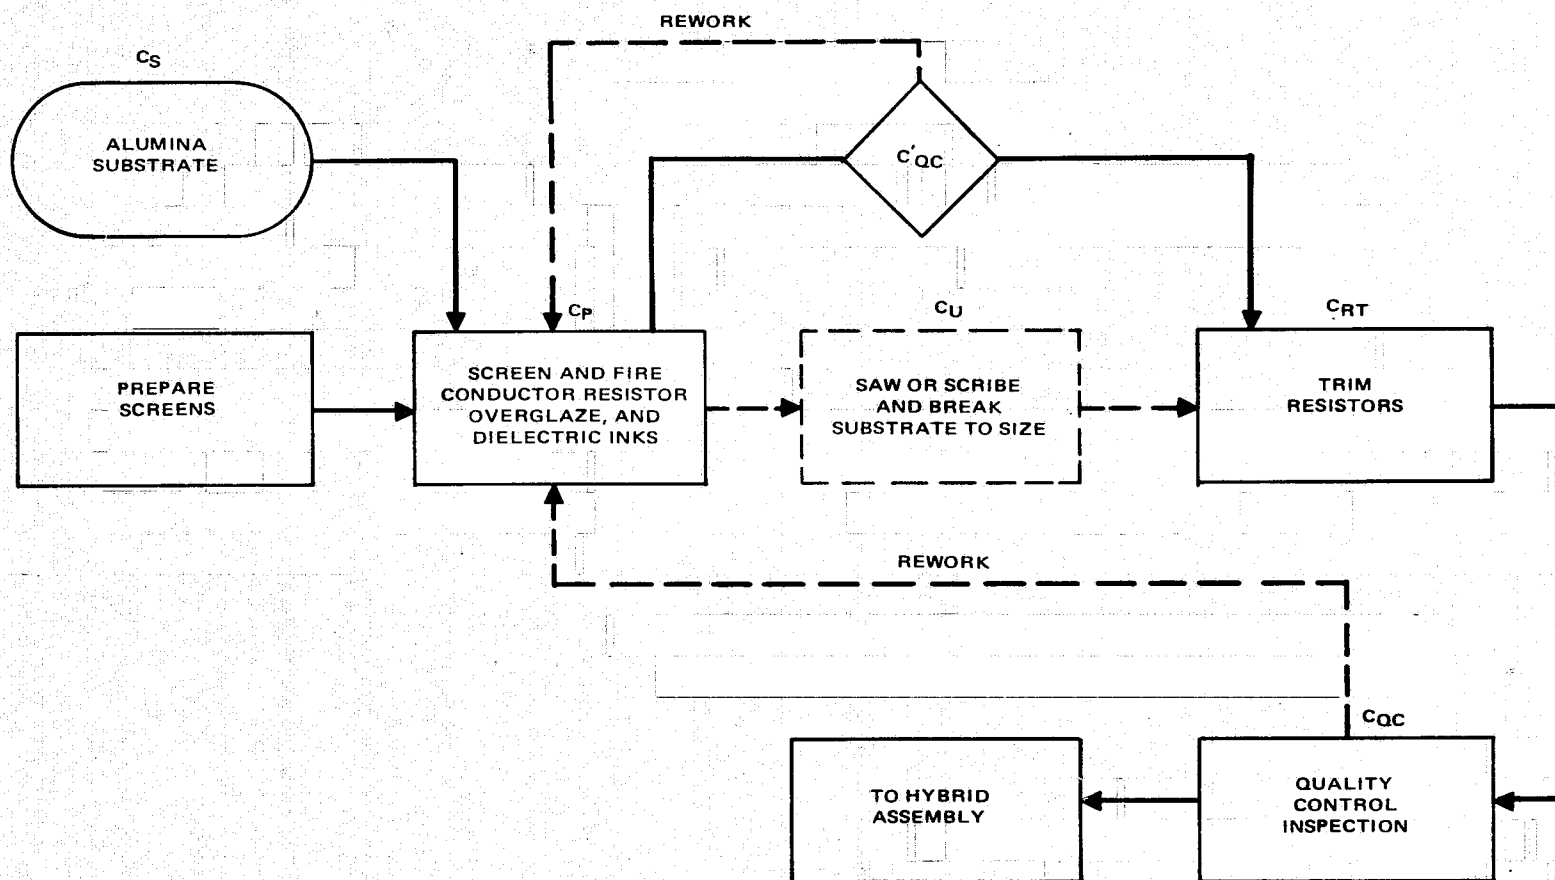 REWORK
CS
ALUMINA
SUBSTRATE
C'QC
CP
CU
CRT
PREPARE
SCREENS
SCREEN AND FIRE
CONDUCTOR RESISTOR
OVERGLAZE, AND
DIELECTRIC INKS
SAW OR SCRIBE
AND BREAK
SUBSTRATE TO SIZE
TRIM
RESISTORS
REWORK
CQC
TO HYBRID
ASSEMBLY
QUALITY
CONTROL
INSPECTION